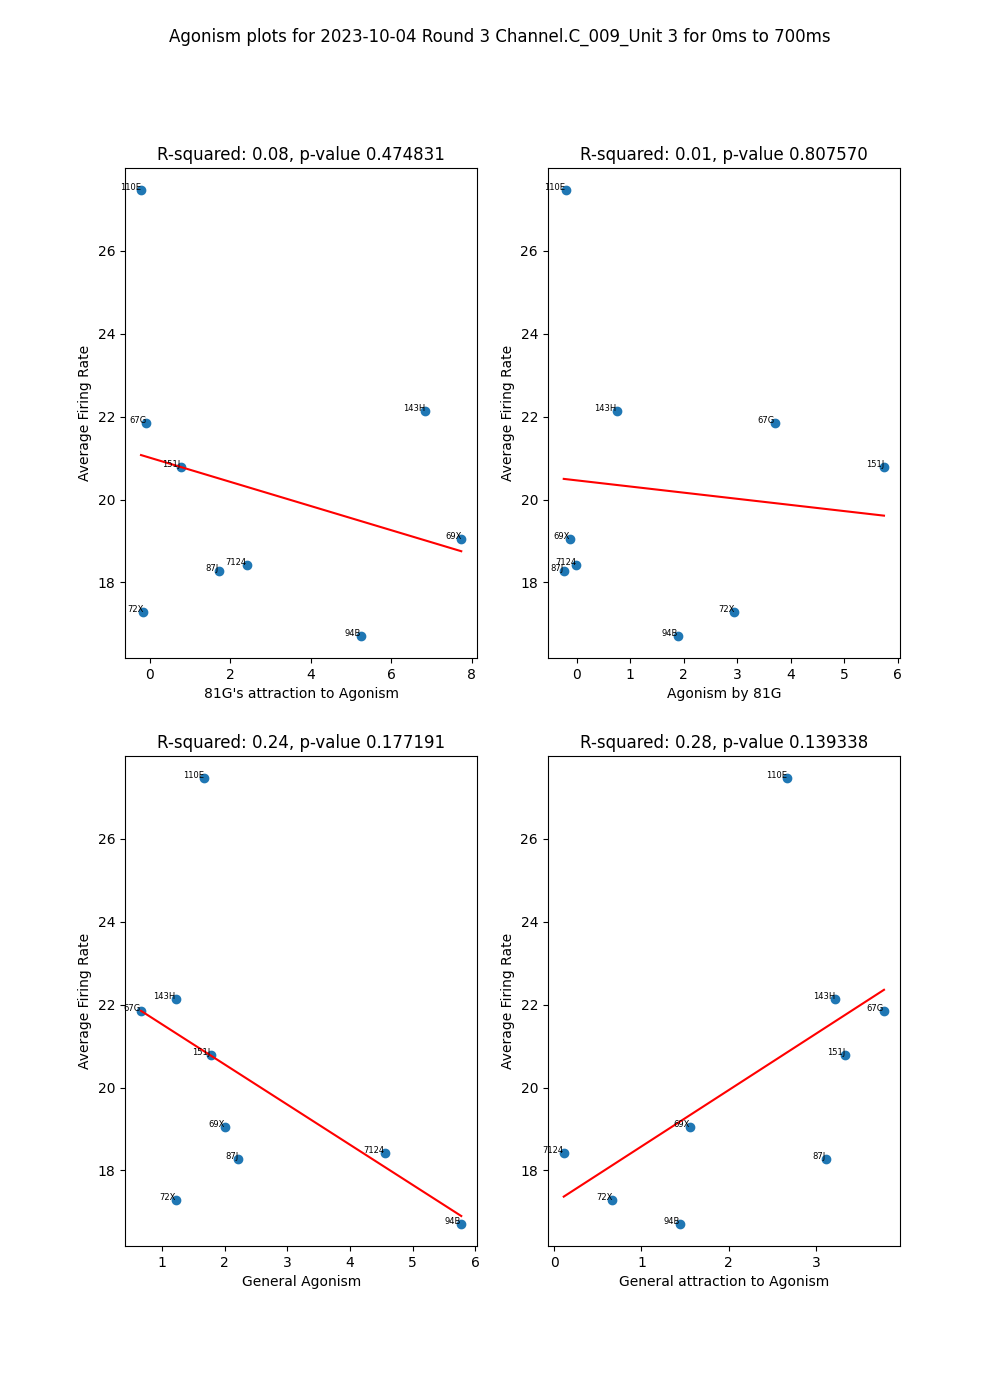 Agonism plots for 2023-10-04 Round 3 Channel.C_009_Unit 3 for 0ms to 700ms
R-squared: 0.08, p-value 0.474831
110E
26
24
143H
22
67G
151J
20
69X
7124
87J
18
72X
94B
Average Firing Rate
0 2 4 6 8
81G's attraction to Agonism
R-squared: 0.01, p-value 0.807570
110E
26
24
143H
22
67G
151J
20
69X
7124
87J
18
72X
94B
Average Firing Rate
0 1 2 3 4 5 6
Agonism by 81G
R-squared: 0.24, p-value 0.177191
110E
26
24
143H
22
67G
151J
20
69X
7124
87J
18
72X
94B
Average Firing Rate
1 2 3 4 5 6
General Agonism
R-squared: 0.28, p-value 0.139338
110E
26
24
143H
22
67G
151J
20
69X
7124
87J
18
72X
94B
Average Firing Rate
0 1 2 3
General attraction to Agonism